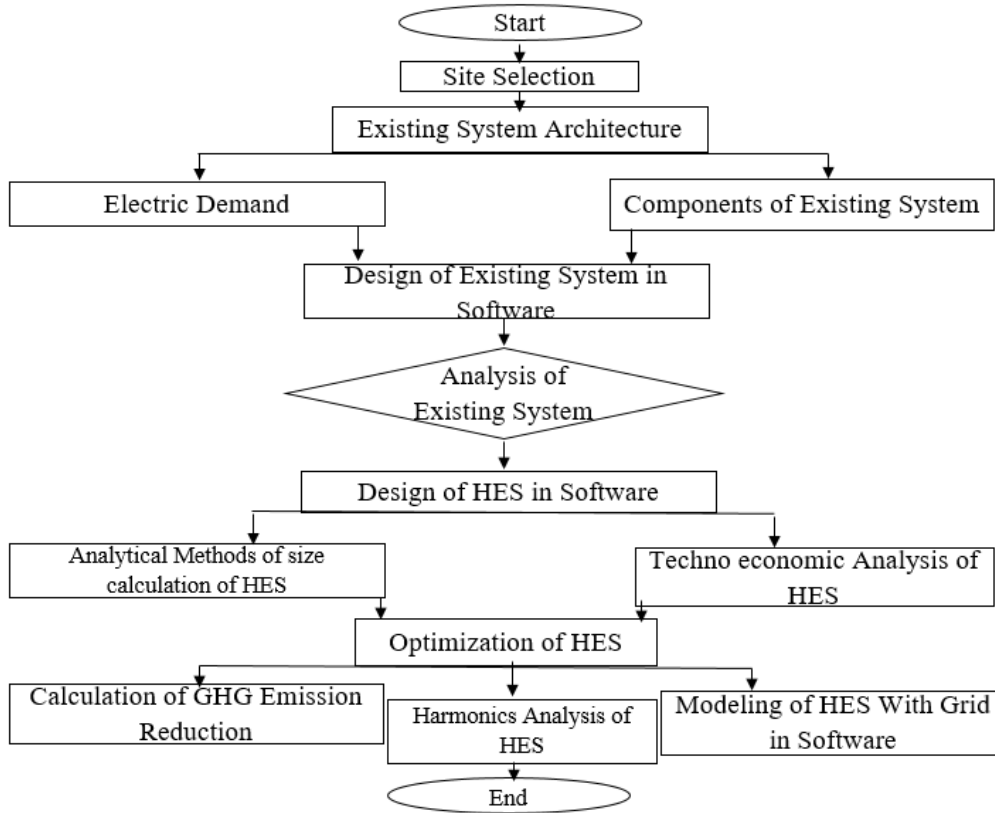 Start
Site Selection
Existing System Architecture
Electric Demand
Components of Existing System
Design of Existing System in
Software
Analysis of
Existing System
Design of HES in Software
Analytical Methods of size
calculation of HES
Techno economic Analysis of
HES
Optimization of HES
Calculation of GHG Emission
Reduction
Harmonics Analysis of
HES
Modeling of HES With Grid
in Software
End